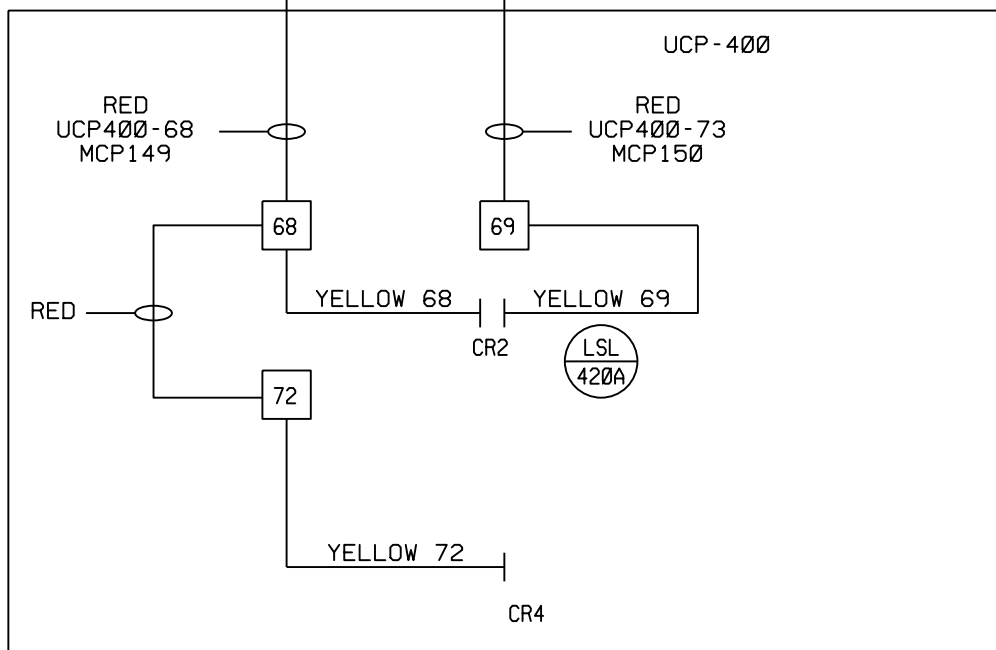 UCP-400
RED
UCP400-68
MCP149
RED
UCP400-73
MCP150
68
69
RED
YELLOW 68
YELLOW 69
CR2
LSL
420A
72
YELLOW 72
CR4